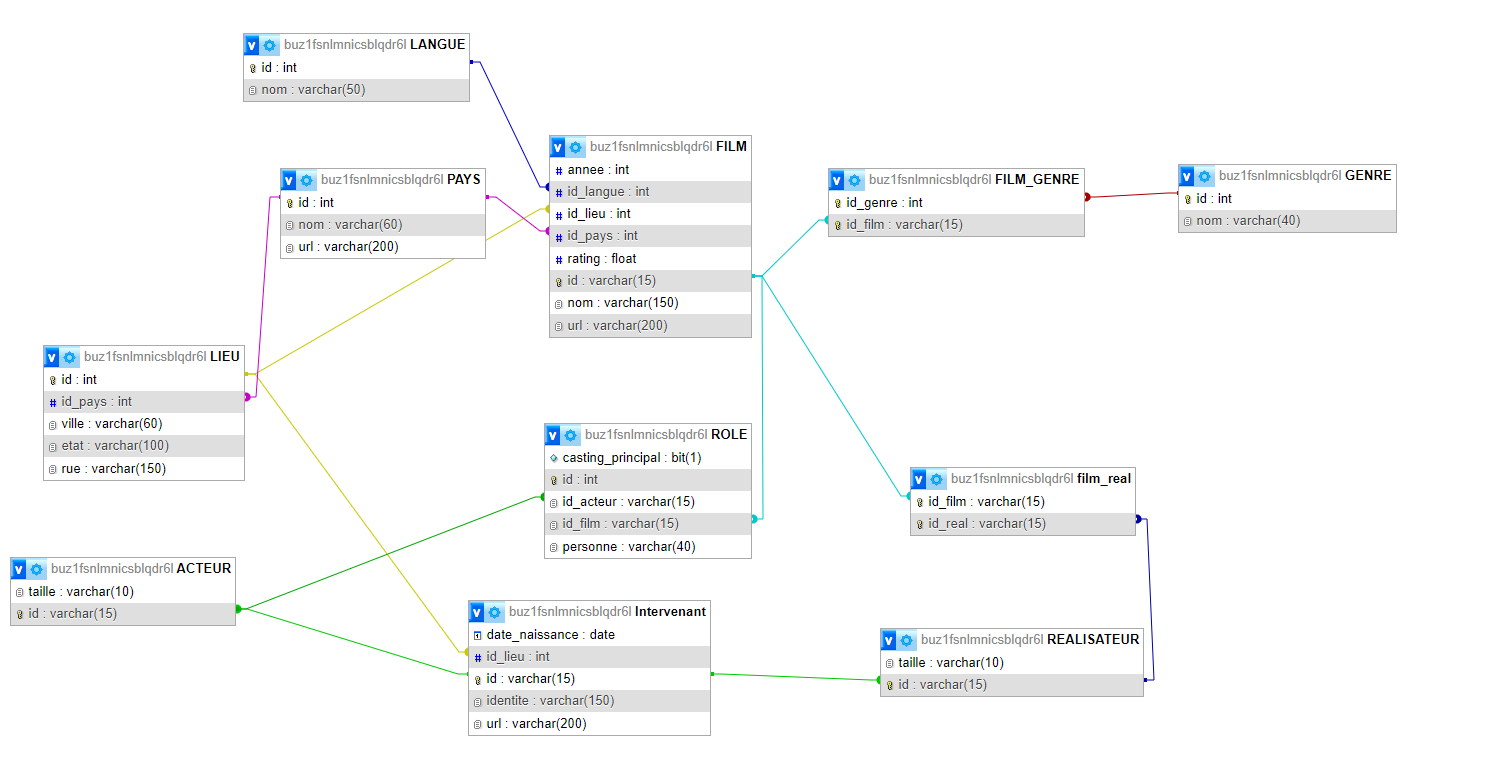 buz1fsnlmnicsblqdr6l LANGUE
id : int
nom : varchar(50)
buz1fsnlmnicsblqdr6l FILM
# annee : int
# id_langue : int
# id_lieu : int
# id_pays : int
# rating : float
id : varchar(15)
nom : varchar(150)
url : varchar(200)
buz1fsnlmnicsblqdr6l PAYS
id : int
nom : varchar(60)
url : varchar(200)
buz1fsnlmnicsblqdr6l FILM_GENRE
id_genre : int
id_film : varchar(15)
buz1fsnlmnicsblqdr6l GENRE
id : int
nom : varchar(40)
buz1fsnlmnicsblqdr6l LIEU
id : int
# id_pays : int
ville : varchar(60)
etat : varchar(100)
rue : varchar(150)
buz1fsnlmnicsblqdr6l ROLE
casting_principal : bit(1)
id : int
id_acteur : varchar(15)
id_film : varchar(15)
personne : varchar(40)
buz1fsnlmnicsblqdr6l film_real
id_film : varchar(15)
id_real : varchar(15)
buz1fsnlmnicsblqdr6l ACTEUR
taille : varchar(10)
id : varchar(15)
buz1fsnlmnicsblqdr6l Intervenant
date_naissance : date
# id_lieu : int
id : varchar(15)
identite : varchar(150)
url : varchar(200)
buz1fsnlmnicsblqdr6l REALISATEUR
taille : varchar(10)
id : varchar(15)